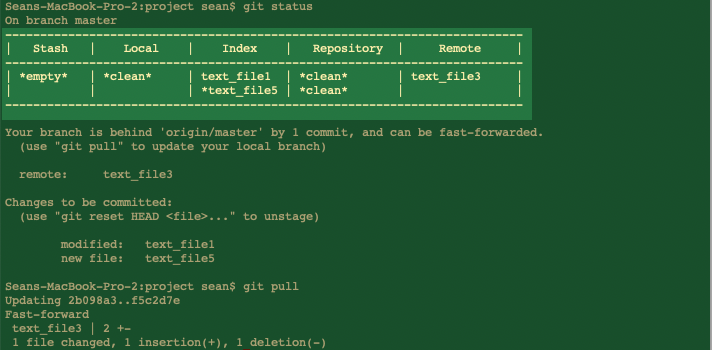 Seans-MacBook-Pro-2:project sean$ git status
On branch master
-------------------------------------------------------------------------
|   Stash   |    Local    |    Index    |   Repository   |     Remote     |
-------------------------------------------------------------------------
| *empty*   | *clean*     | text_file1  | *clean*        | text_file3     |
|           |             | *text_file5 | *clean*        |                |
-------------------------------------------------------------------------
Your branch is behind 'origin/master' by 1 commit, and can be fast-forwarded.
  (use "git pull" to update your local branch)
  remote:     text_file3
Changes to be committed:
  (use "git reset HEAD <file>..." to unstage)
        modified:   text_file1
        new file:   text_file5
Seans-MacBook-Pro-2:project sean$ git pull
Updating 2b098a3..f5c2d7e
Fast-forward
 text_file3 | 2 +-
 1 file changed, 1 insertion(+), 1 deletion(-)